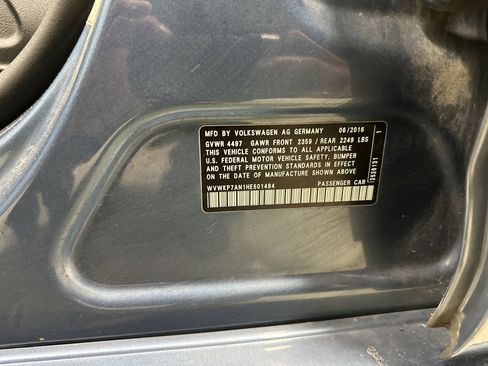 MFD BY VOLKSWAGEN AG GERMANY 06/2016
GVWR 4497 GAWR FRONT 2359 / REAR 2249 LBS
THIS VEHICLE CONFORMS TO ALL APPLICABLE
U.S. FEDERAL MOTOR VEHICLE SAFETY, BUMPER
AND THEFT PREVENTION STANDARDS IN EFFECT
ON THE DATE OF MANUFACTURE SHOWN ABOVE
WVWKP7AN1HE501484 PASSENGER CAR
2928131 1